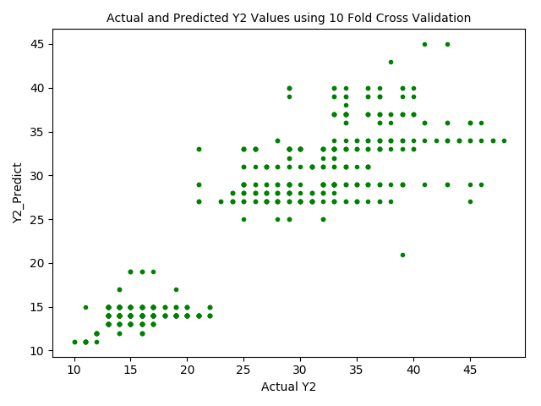 Actual and Predicted Y2 Values using 10 Fold Cross Validation
45
40
35
30
25
20
15
10
Y2_Predict
10 15 20 25 30 35 40 45
Actual Y2